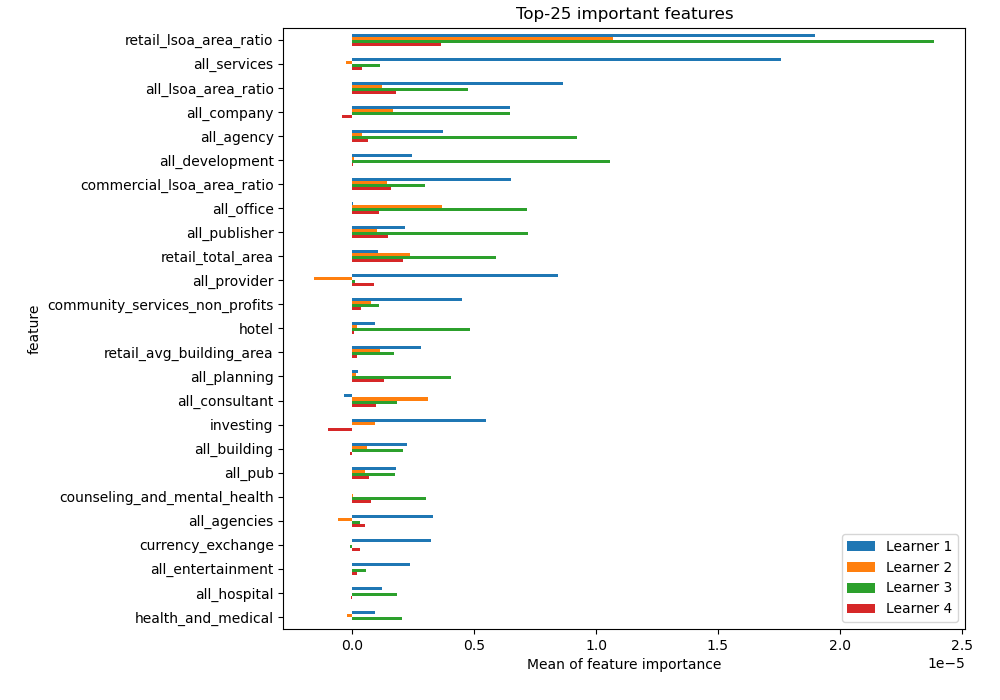 Top-25 important features
retail_lsoa_area_ratio
all_services
all_lsoa_area_ratio
all_company
all_agency
all_development
commercial_lsoa_area_ratio
all_office
all_publisher
retail_total_area
all_provider
community_services_non_profits
hotel
retail_avg_building_area
all_planning
all_consultant
investing
all_building
all_pub
counseling_and_mental_health
all_agencies
currency_exchange
all_entertainment
all_hospital
health_and_medical
feature
Learner 1
Learner 2
Learner 3
Learner 4
0.0 0.5 1.0 1.5 2.0 2.5
1e−5
Mean of feature importance